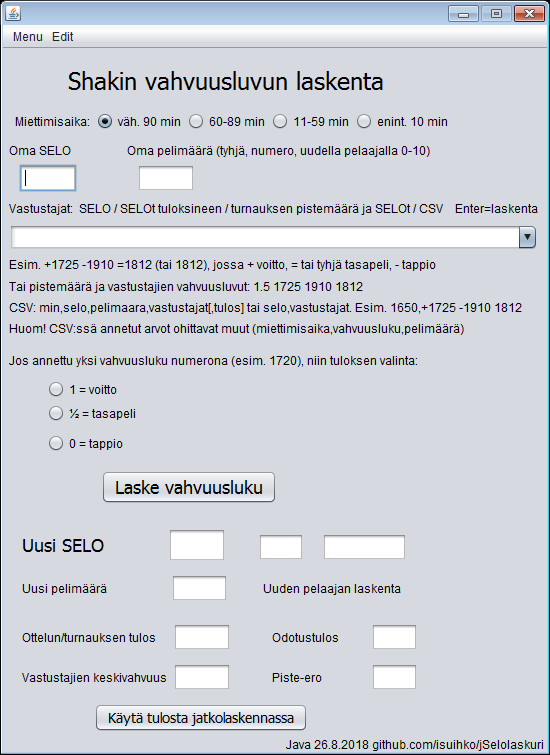 Menu Edit
Shakin vahvuusluvun laskenta
Miettimisaika: väh. 90 min 60-89 min 11-59 min enint. 10 min
Oma SELO Oma pelimäärä (tyhjä, numero, uudella pelaajalla 0-10)
Vastustajat: SELO / SELOt tuloksineen / turnauksen pistemäärä ja SELOt / CSV Enter=laskenta
Esim. +1725 -1910 =1812 (tai 1812), jossa + voitto, = tai tyhjä tasapeli, - tappio
Tai pistemäärä ja vastustajien vahvuusluvut: 1.5 1725 1910 1812
CSV: min,selo,pelimaara,vastustajat[,tulos] tai selo,vastustajat. Esim. 1650,+1725 -1910 1812
Huom! CSV:ssä annetut arvot ohittavat muut (miettimisaika,vahvuusluku,pelimäärä)
Jos annettu yksi vahvuusluku numerona (esim. 1720), niin tuloksen valinta:
1 = voitto
½ = tasapeli
0 = tappio
Laske vahvuusluku
Uusi SELO
Uusi pelimäärä Uuden pelaajan laskenta
Ottelun/turnauksen tulos Odotustulos
Vastustajien keskivahvuus Piste-ero
Käytä tulosta jatkolaskennassa
Java 26.8.2018 github.com/isuihko/jSelolaskuri